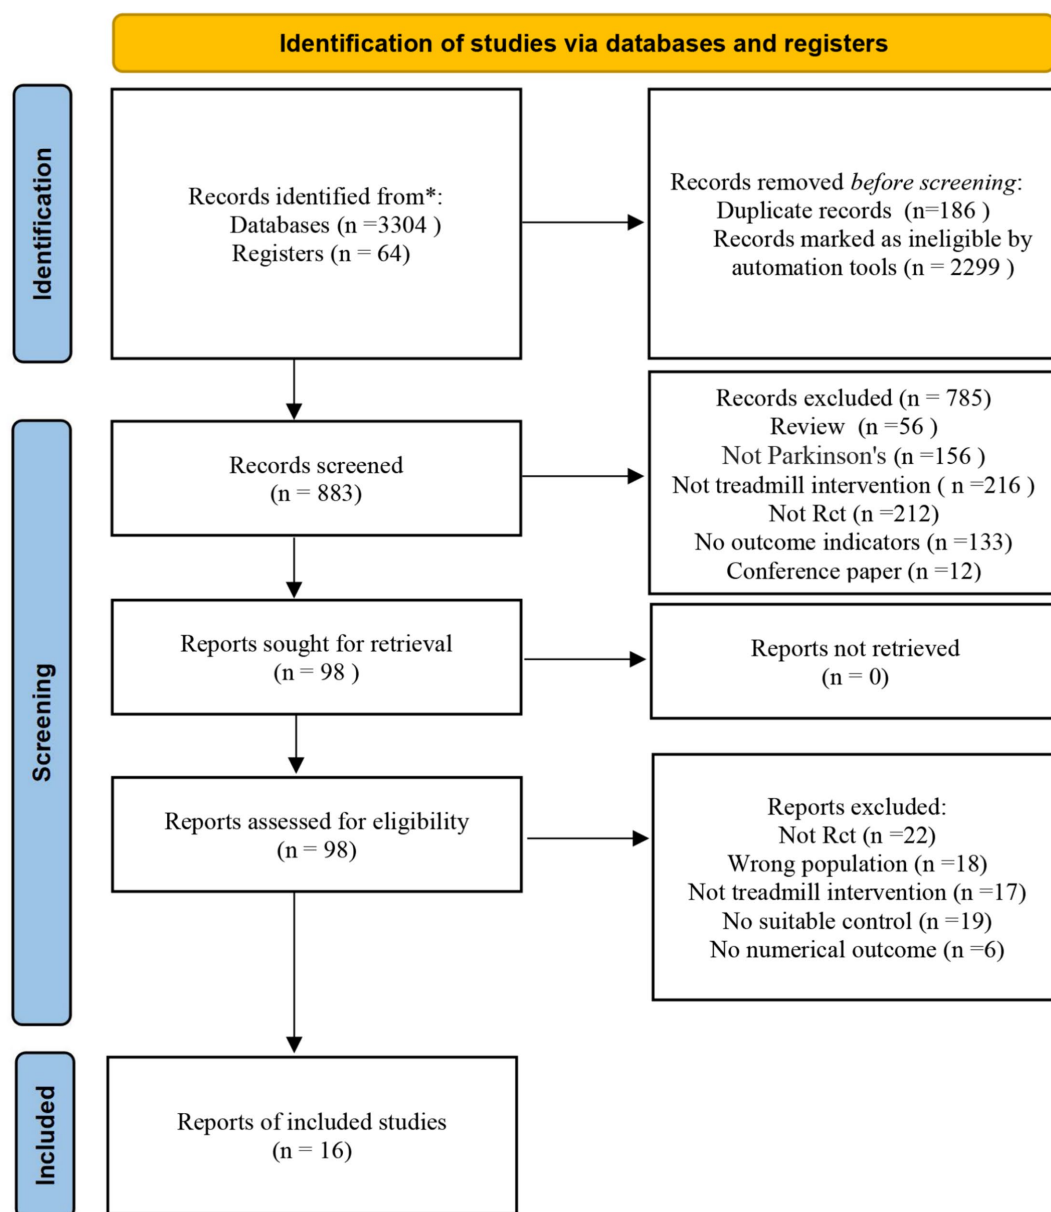 Identification of studies via databases and registers
Identification
Records identified from*:
Databases (n =3304 )
Registers (n = 64)
Records removed before screening:
Duplicate records (n=186 )
Records marked as ineligible by
automation tools (n = 2299 )
Screening
Records screened
(n = 883)
Records excluded (n = 785)
Review (n =56 )
Not Parkinson's (n =156 )
Not treadmill intervention ( n =216 )
Not Rct (n =212)
No outcome indicators (n =133)
Conference paper (n =12)
Reports sought for retrieval
(n = 98 )
Reports not retrieved
(n = 0)
Reports assessed for eligibility
(n = 98)
Reports excluded:
Not Rct (n =22)
Wrong population (n =18)
Not treadmill intervention (n =17)
No suitable control (n =19)
No numerical outcome (n =6)
Included
Reports of included studies
(n = 16)